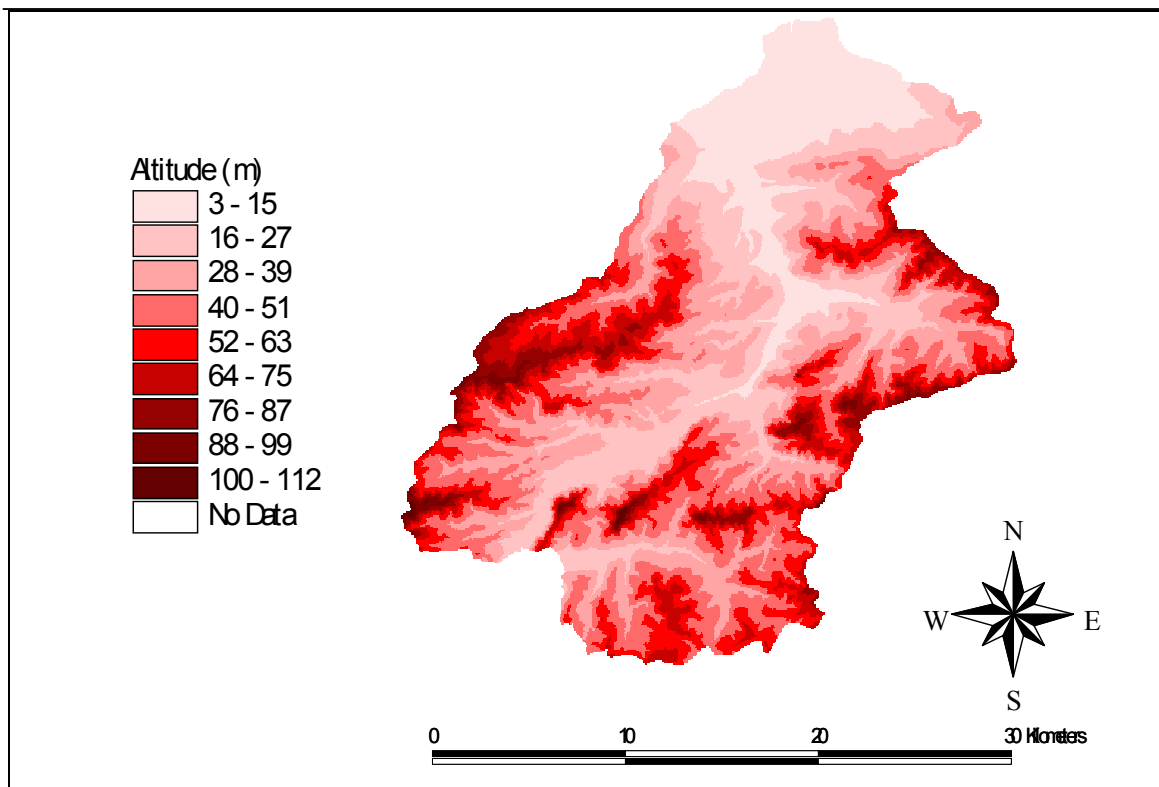 Altitude (m)
3 - 15
16 - 27
28 - 39
40 - 51
52 - 63
64 - 75
76 - 87
88 - 99
100 - 112
No Data
N
W E
S
0 10 20 30 Kilometers